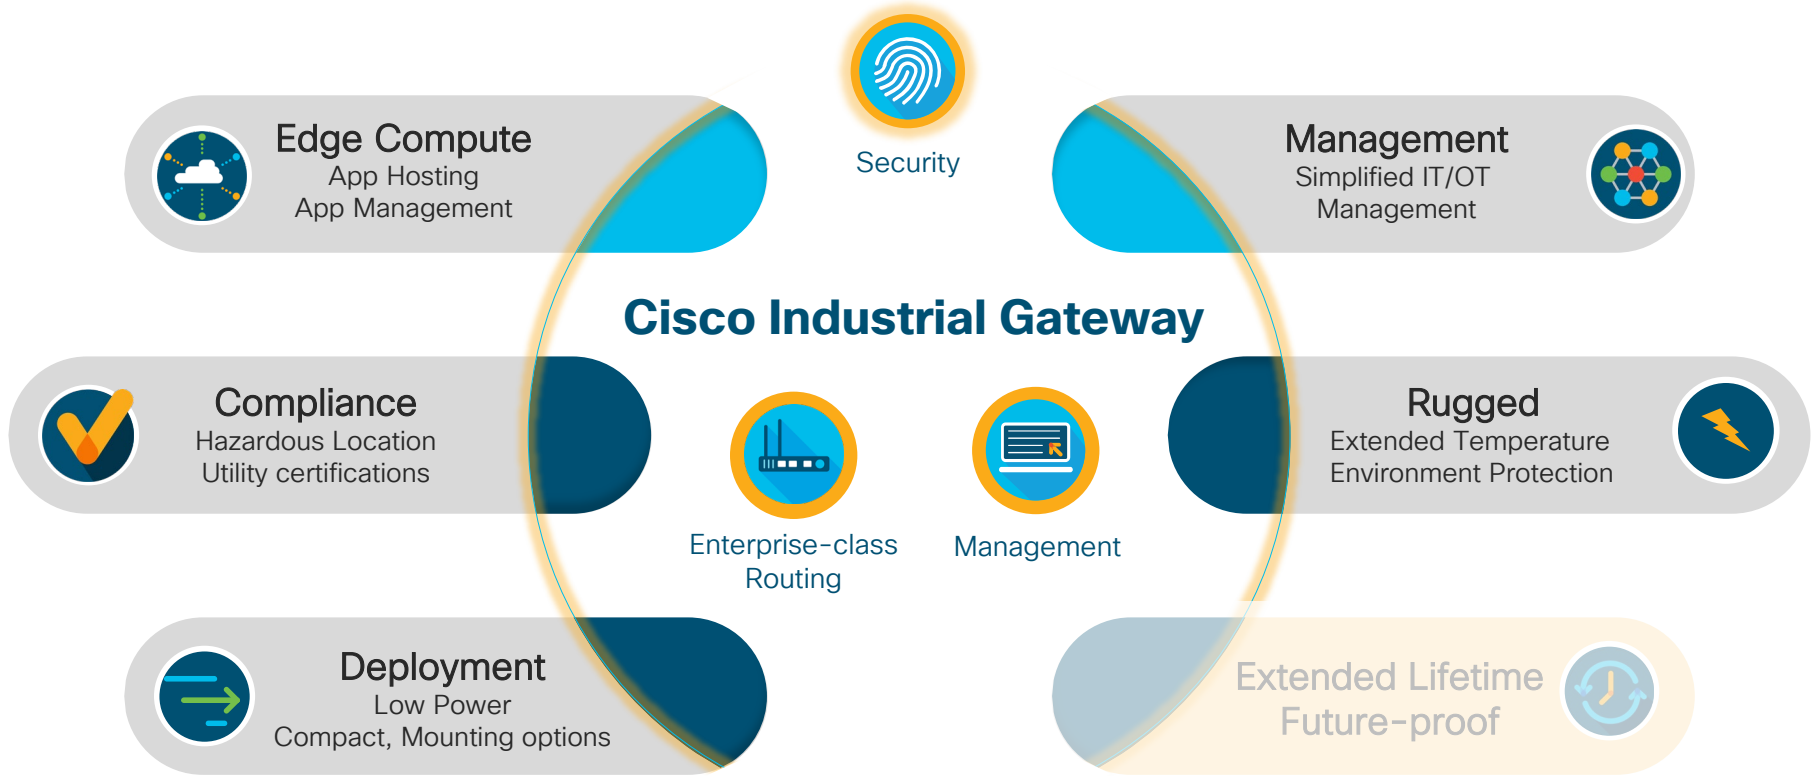 Security
Edge Compute
App Hosting
App Management
Management
Simplified IT/OT
Management
Cisco Industrial Gateway
Compliance
Hazardous Location
Utility certifications
Enterprise-class
Routing
Management
Rugged
Extended Temperature
Environment Protection
Deployment
Low Power
Compact, Mounting options
Extended Lifetime
Future-proof